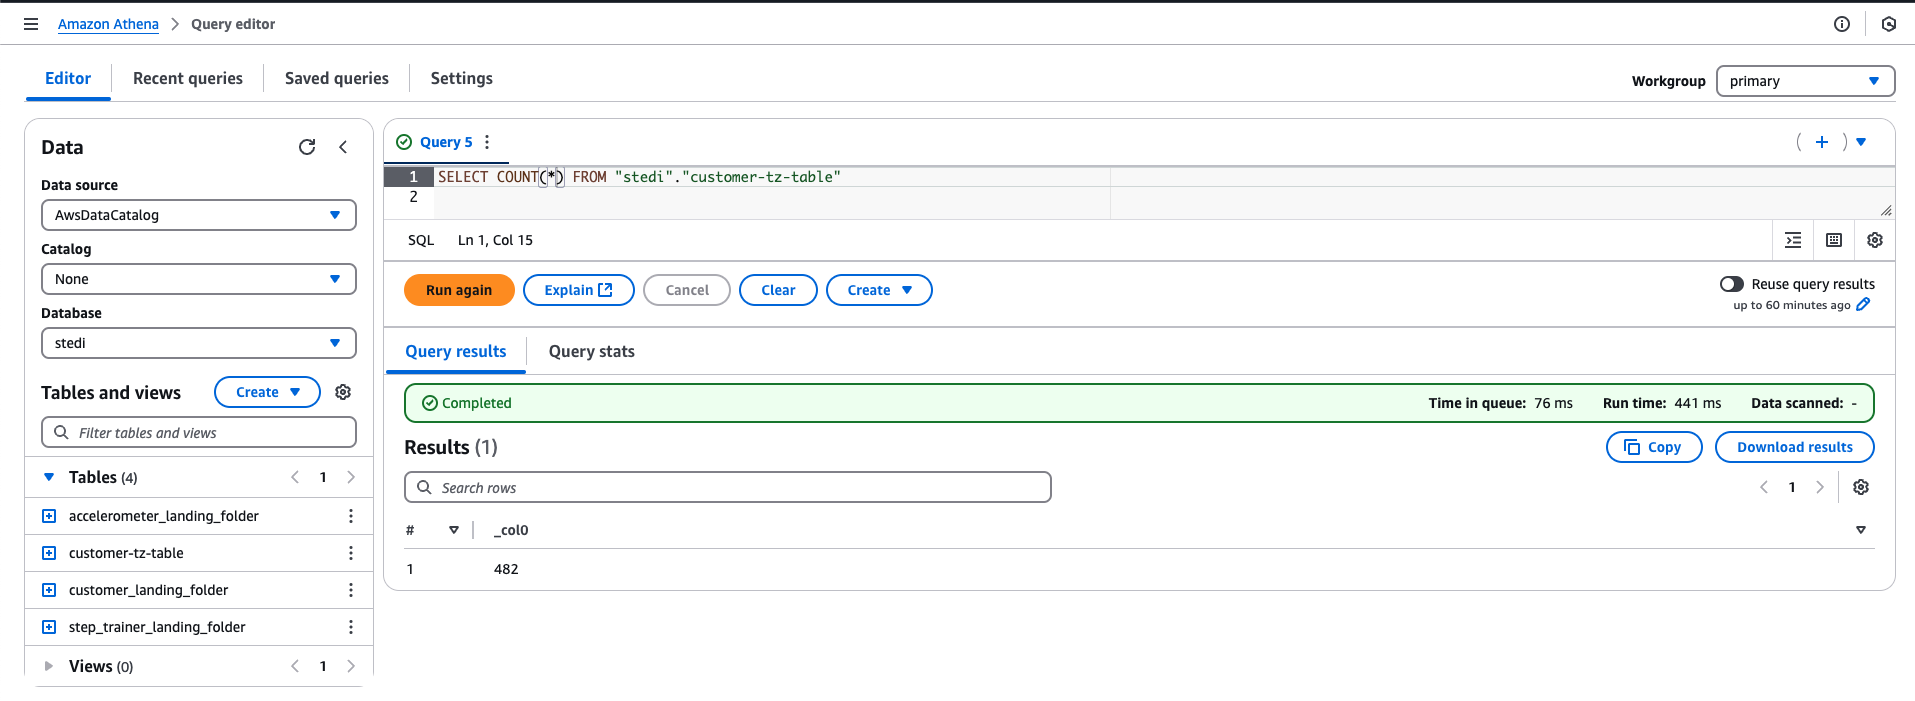 Amazon Athena > Query editor
Editor Recent queries Saved queries Settings
Workgroup primary
Data
Data source
AwsDataCatalog
Catalog
None
Database
stedi
Tables and views Create
Filter tables and views
Tables (4) 1
accelerometer_landing_folder
customer-tz-table
customer_landing_folder
step_trainer_landing_folder
Views (0) 1
Query 5
1 SELECT COUNT(*) FROM "stedi"."customer-tz-table"
2
SQL Ln 1, Col 15
Run again Explain Cancel Clear Create
Reuse query results
up to 60 minutes ago
Query results Query stats
Completed Time in queue: 76 ms Run time: 441 ms Data scanned: -
Results (1) Copy Download results
Search rows 1
# _col0
1 482